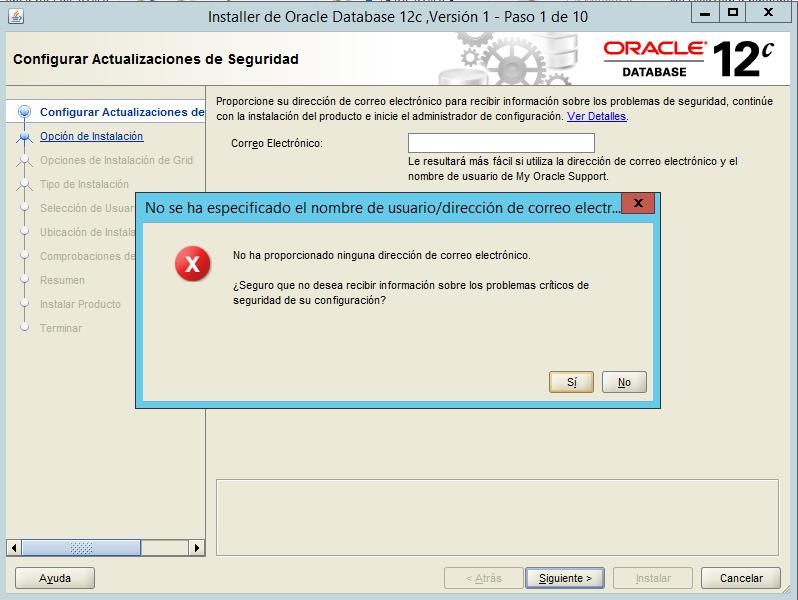 Installer de Oracle Database 12c ,Versión 1 - Paso 1 de 10
Configurar Actualizaciones de Seguridad
ORACLE
DATABASE
12c
Configurar Actualizaciones de
Opción de Instalación
Opciones de Instalación de Grid
Tipo de Instalación
Selección de Usuar
Ubicación de Instala
Comprobaciones de
Resumen
Instalar Producto
Terminar
Proporcione su dirección de correo electrónico para recibir información sobre los problemas de seguridad, continúe
con la instalación del producto e inicie el administrador de configuración. Ver Detalles.
Correo Electrónico:
Le resultará más fácil si utiliza la dirección de correo electrónico y el
nombre de usuario de My Oracle Support.
No se ha especificado el nombre de usuario/dirección de correo electr...
No ha proporcionado ninguna dirección de correo electrónico.
¿Seguro que no desea recibir información sobre los problemas críticos de
seguridad de su configuración?
Sí
No
Ayuda
< Atrás
Siguiente >
Instalar
Cancelar